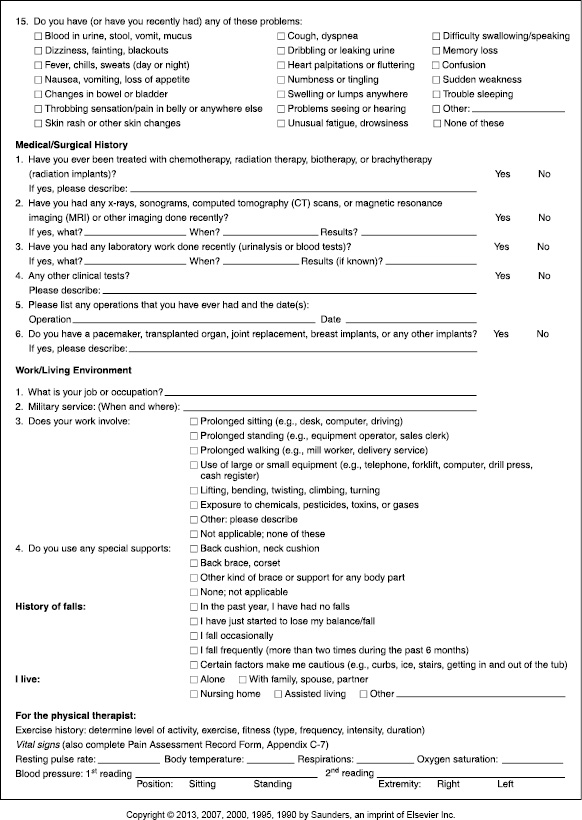 15. Do you have (or have you recently had) any of these problems:
☐ Blood in urine, stool, vomit, mucus ☐ Cough, dyspnea ☐ Difficulty swallowing/speaking
☐ Dizziness, fainting, blackouts ☐ Dribbling or leaking urine ☐ Memory loss
☐ Fever, chills, sweats (day or night) ☐ Heart palpitations or fluttering ☐ Confusion
☐ Nausea, vomiting, loss of appetite ☐ Numbness or tingling ☐ Sudden weakness
☐ Changes in bowel or bladder ☐ Swelling or lumps anywhere ☐ Trouble sleeping
☐ Throbbing sensation/pain in belly or anywhere else ☐ Problems seeing or hearing ☐ Other: ____
☐ Skin rash or other skin changes ☐ Unusual fatigue, drowsiness ☐ None of these
Medical/Surgical History
1. Have you ever been treated with chemotherapy, radiation therapy, biotherapy, or brachytherapy
(radiation implants)? Yes No
If yes, please describe: ____
2. Have you had any x-rays, sonograms, computed tomography (CT) scans, or magnetic resonance
imaging (MRI) or other imaging done recently? Yes No
If yes, what? ____ When? ____ Results? ____
3. Have you had any laboratory work done recently (urinalysis or blood tests)? Yes No
If yes, what? ____ When? ____ Results (if known)? ____
4. Any other clinical tests? Yes No
Please describe: ____
5. Please list any operations that you have ever had and the date(s):
Operation ____ Date ____
6. Do you have a pacemaker, transplanted organ, joint replacement, breast implants, or any other implants? Yes No
If yes, please describe: ____
Work/Living Environment
1. What is your job or occupation? ____
2. Military service: (When and where): ____
3. Does your work involve: ☐ Prolonged sitting (e.g., desk, computer, driving)
☐ Prolonged standing (e.g., equipment operator, sales clerk)
☐ Prolonged walking (e.g., mill worker, delivery service)
☐ Use of large or small equipment (e.g., telephone, forklift, computer, drill press,
cash register)
☐ Lifting, bending, twisting, climbing, turning
☐ Exposure to chemicals, pesticides, toxins, or gases
☐ Other: please describe
☐ Not applicable; none of these
4. Do you use any special supports: ☐ Back cushion, neck cushion
☐ Back brace, corset
☐ Other kind of brace or support for any body part
☐ None; not applicable
History of falls: ☐ In the past year, I have had no falls
☐ I have just started to lose my balance/fall
☐ I fall occasionally
☐ I fall frequently (more than two times during the past 6 months)
☐ Certain factors make me cautious (e.g., curbs, ice, stairs, getting in and out of the tub)
I live: ☐ Alone ☐ With family, spouse, partner
☐ Nursing home ☐ Assisted living ☐ Other ____
For the physical therapist:
Exercise history: determine level of activity, exercise, fitness (type, frequency, intensity, duration)
Vital signs (also complete Pain Assessment Record Form, Appendix C-7)
Resting pulse rate: ____ Body temperature: ____ Respirations: ____ Oxygen saturation: ____
Blood pressure: 1st reading ____ 2nd reading ____
Position: Sitting Standing Extremity: Right Left
Copyright © 2013, 2007, 2000, 1995, 1990 by Saunders, an imprint of Elsevier Inc.